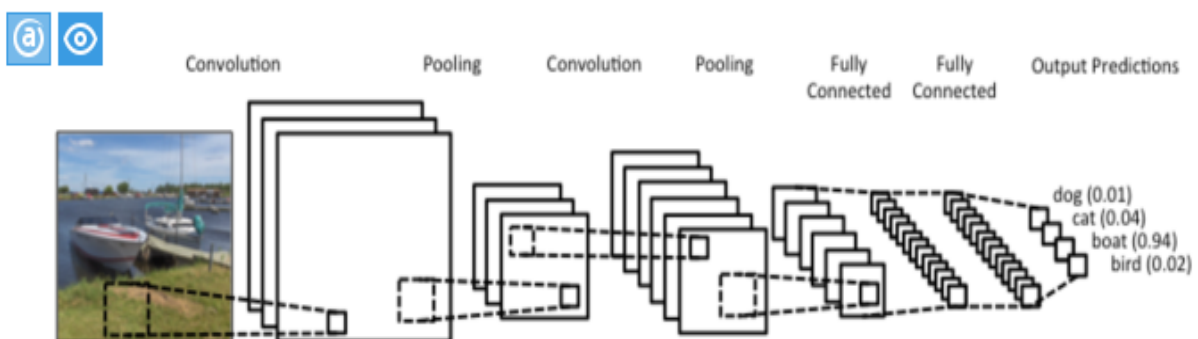 a
Convolution
Pooling
Convolution
Pooling
Fully
Connected
Fully
Connected
Output Predictions
dog (0.01)
cat (0.04)
boat (0.94)
bird (0.02)